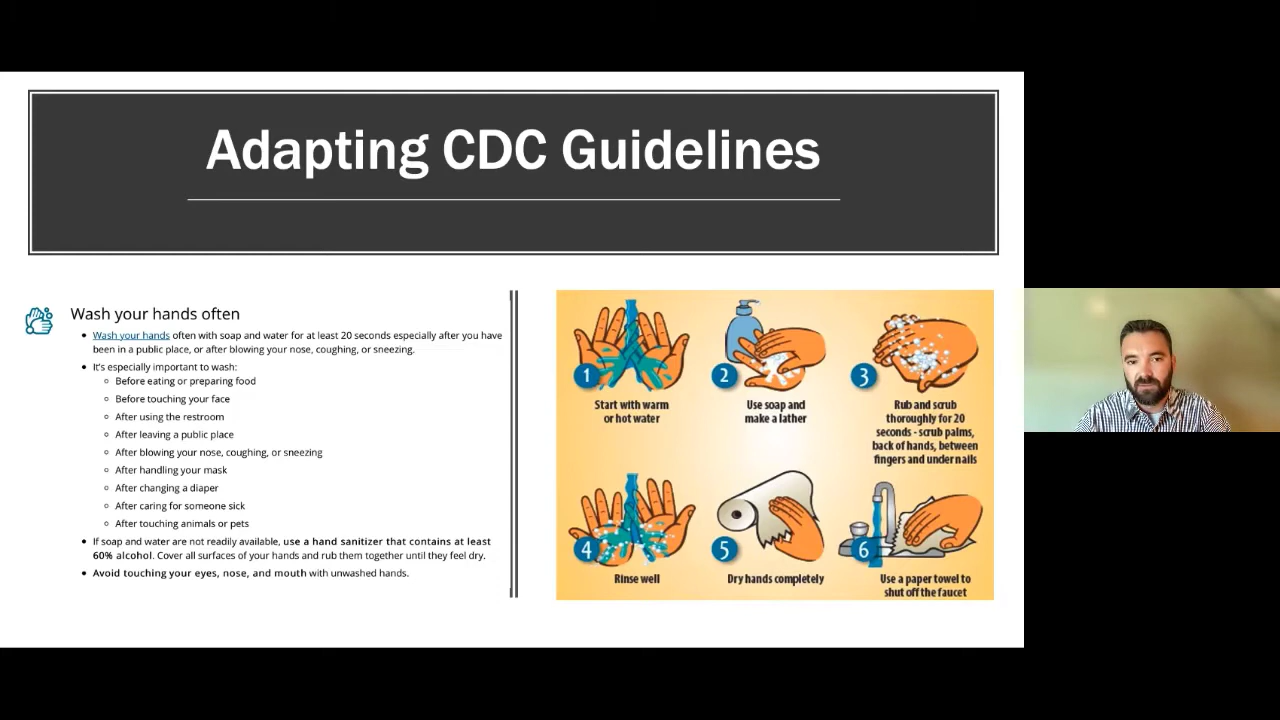 Adapting CDC Guidelines
Wash your hands often
Wash your hands often with soap and water for at least 20 seconds especially after you have
been in a public place, or after blowing your nose, coughing, or sneezing.
It's especially important to wash:
Before eating or preparing food
Before touching your face
After using the restroom
After leaving a public place
After blowing your nose, coughing, or sneezing
After handling your mask
After changing a diaper
After caring for someone sick
After touching animals or pets
If soap and water are not readily available, use a hand sanitizer that contains at least
60% alcohol. Cover all surfaces of your hands and rub them together until they feel dry.
Avoid touching your eyes, nose, and mouth with unwashed hands.
1
Start with warm
or hot water
2
Use soap and
make a lather
3
Rub and scrub
thoroughly for 20
seconds - scrub palms,
back of hands, between
fingers and under nails
4
Rinse well
5
Dry hands completely
6
Use a paper towel to
shut off the faucet